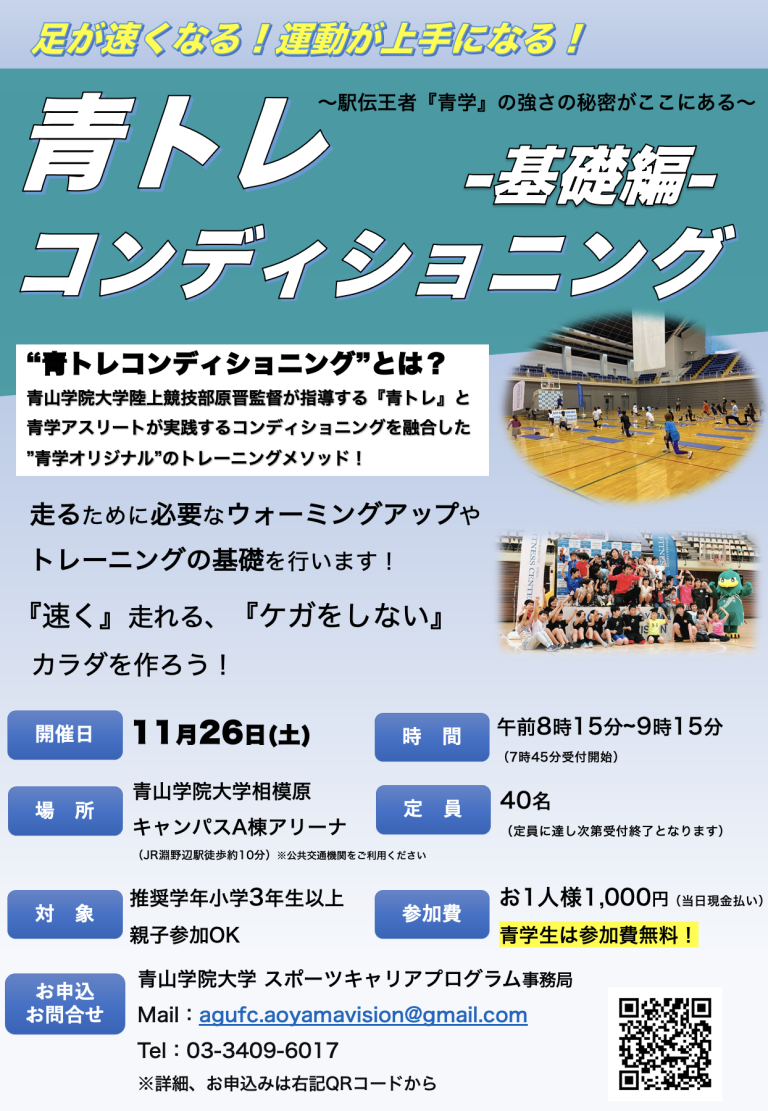 足が速くなる！運動が上手になる！
～駅伝王者『青学』の強さの秘密がここにある～
青トレ
-基礎編-
コンディショニング
“青トレコンディショニング”とは？
青山学院大学陸上競技部原晋監督が指導する『青トレ』と
青学アスリートが実践するコンディショニングを融合した
”青学オリジナル”のトレーニングメソッド！
走るために必要なウォーミングアップや
トレーニングの基礎を行います！
『速く』走れる、『ケガをしない』
カラダを作ろう！
開催日
11月26日(土)
時　間
午前8時15分~9時15分
（7時45分受付開始）
場　所
青山学院大学相模原
キャンパスA棟アリーナ
（JR淵野辺駅徒歩約10分）※公共交通機関をご利用ください
定　員
40名
（定員に達し次第受付終了となります）
対　象
推奨学年小学3年生以上
親子参加OK
参加費
お1人様1,000円（当日現金払い）
青学生は参加費無料！
お申込
お問合せ
青山学院大学 スポーツキャリアプログラム事務局
Mail：agufc.aoyamavision@gmail.com
Tel：03-3409-6017
※詳細、お申込みは右記QRコードから